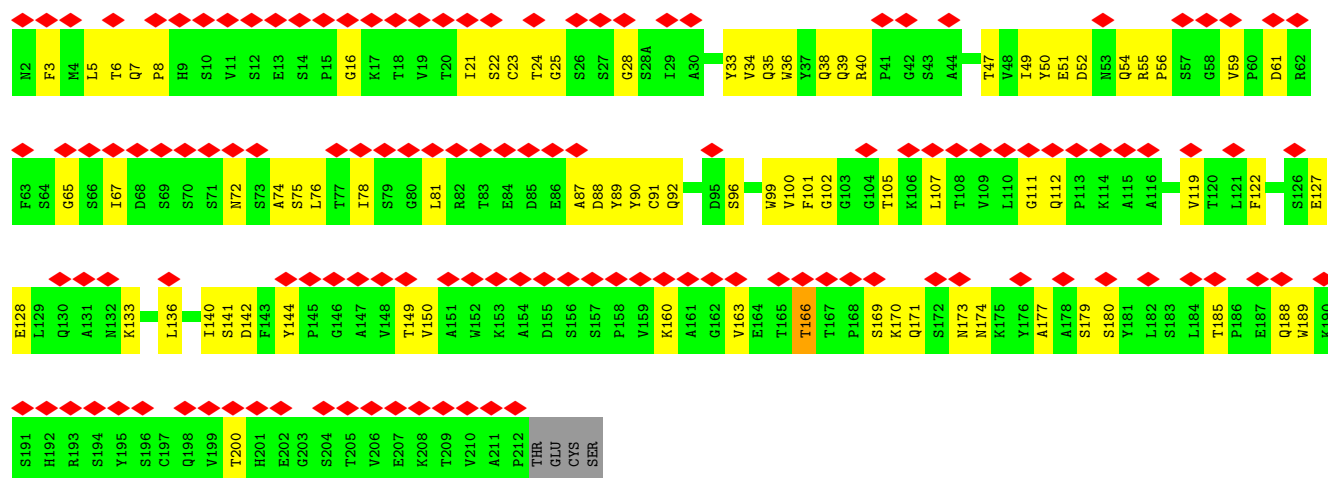 N2 F3 M4 L5 T6 Q7 P8 H9 S10 V11 S12 E13 S14 P15 G16 K17 T18 V19 T20 I21 S22 C23 T24 G25 S26 S27 G28 S28A I29 A30 Y33 V34 Q35 W36 Y37 Q38 Q39 R40 P41 G42 S43 A44 T47 V48 I49 Y50 E51 D52 N53 Q54 R55 P56 S57 G58 V59 P60 D61 R62
F63 S64 G65 S66 I67 D68 S69 S70 S71 N72 S73 A74 S75 L76 T77 I78 S79 G80 L81 R82 T83 E84 D85 E86 A87 D88 Y89 Y90 C91 Q92 D95 S96 W99 V100 F101 G102 G103 G104 T105 K106 L107 T108 V109 L110 G111 Q112 P113 K114 A115 A116 V119 T120 L121 F122 S126 E127
E128 L129 Q130 A131 N132 K133 L136 I140 S141 D142 F143 Y144 P145 G146 A147 V148 T149 V150 A151 W152 K153 A154 D155 S156 S157 P158 V159 K160 A161 G162 V163 E164 T165 T166 T167 P168 S169 K170 Q171 S172 N173 N174 K175 Y176 A177 A178 S179 S180 Y181 L182 S183 L184 T185 P186 E187 Q188 W189 K190
S191 H192 R193 S194 Y195 S196 C197 Q198 V199 T200 H201 E202 G203 S204 T205 V206 E207 K208 T209 V210 A211 P212 THR GLU CYS SER